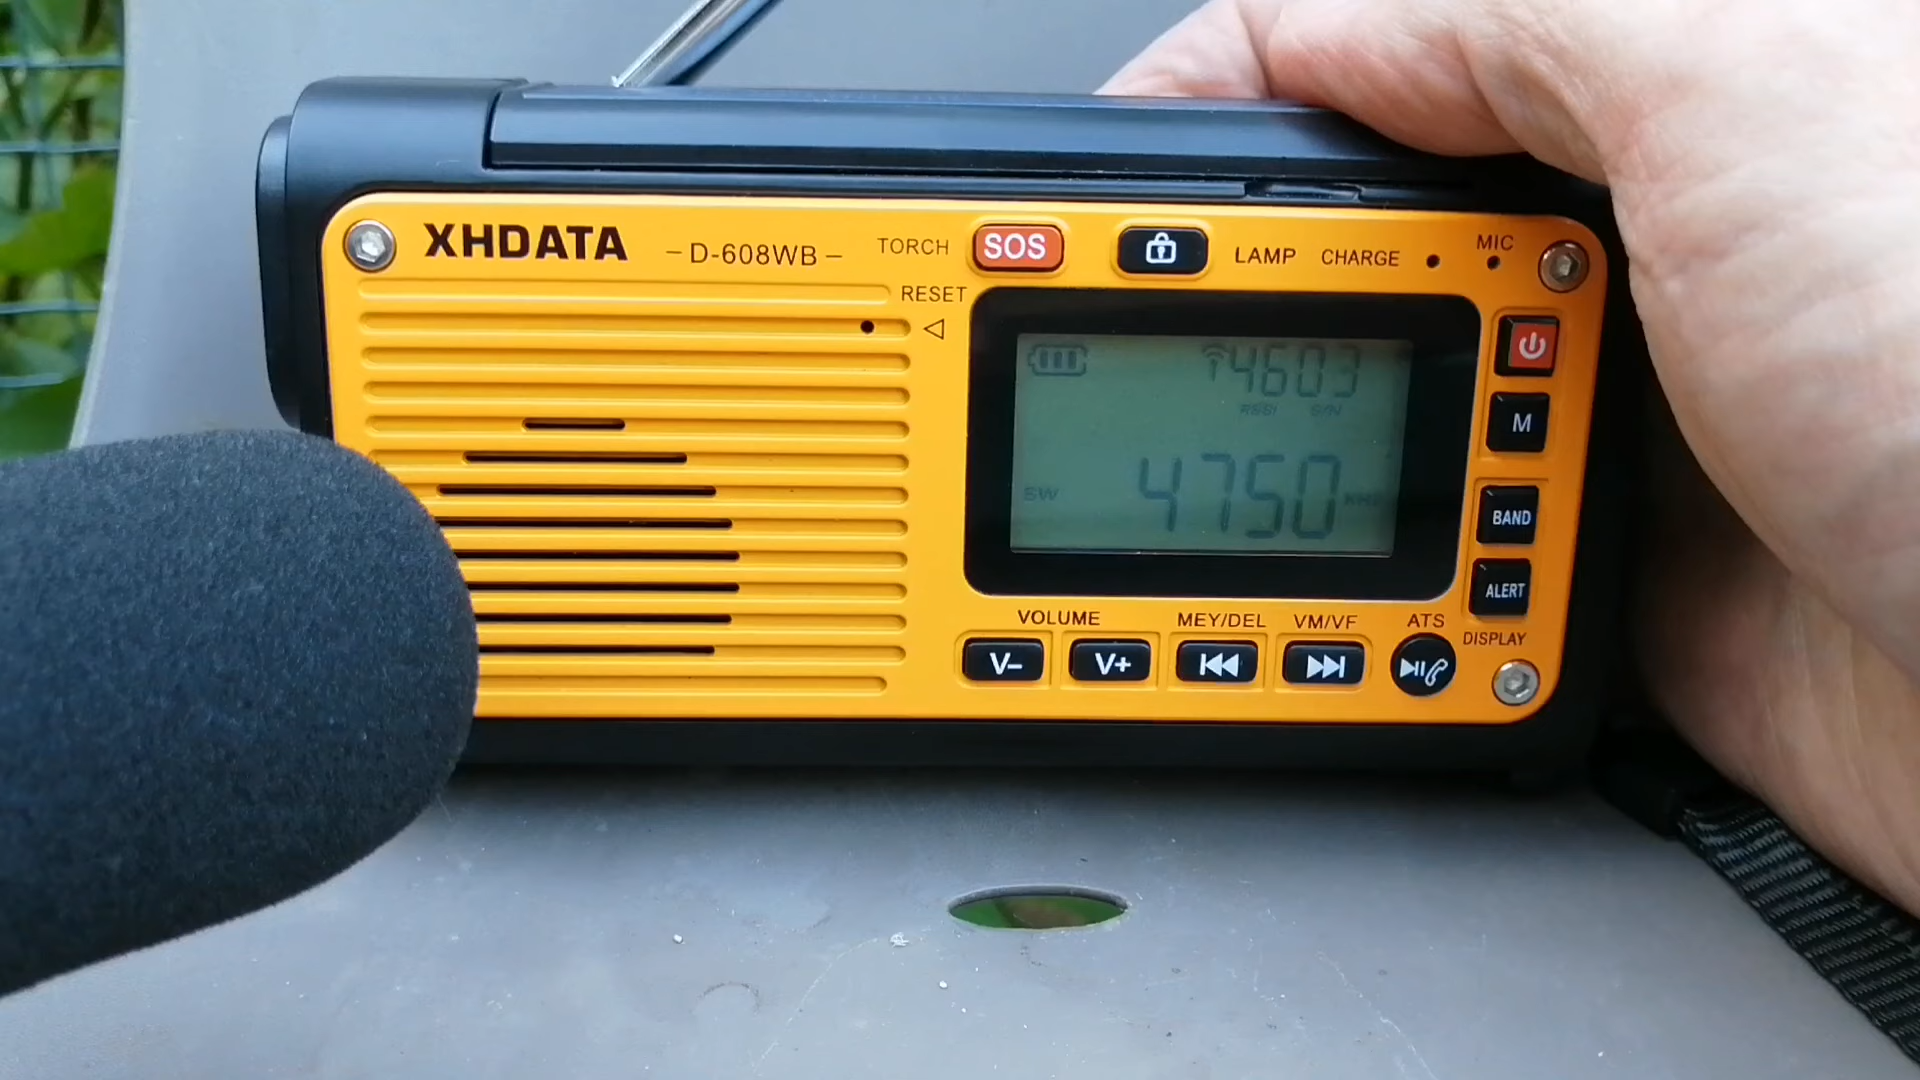 XHDATA
-D-608WB-
TORCH
SOS
LAMP
CHARGE
MIC
RESET
4603
RSSI S/N
SW 4750 KHz
M
BAND
ALERT
VOLUME
MEY/DEL
VM/VF
ATS
DISPLAY
V-
V+